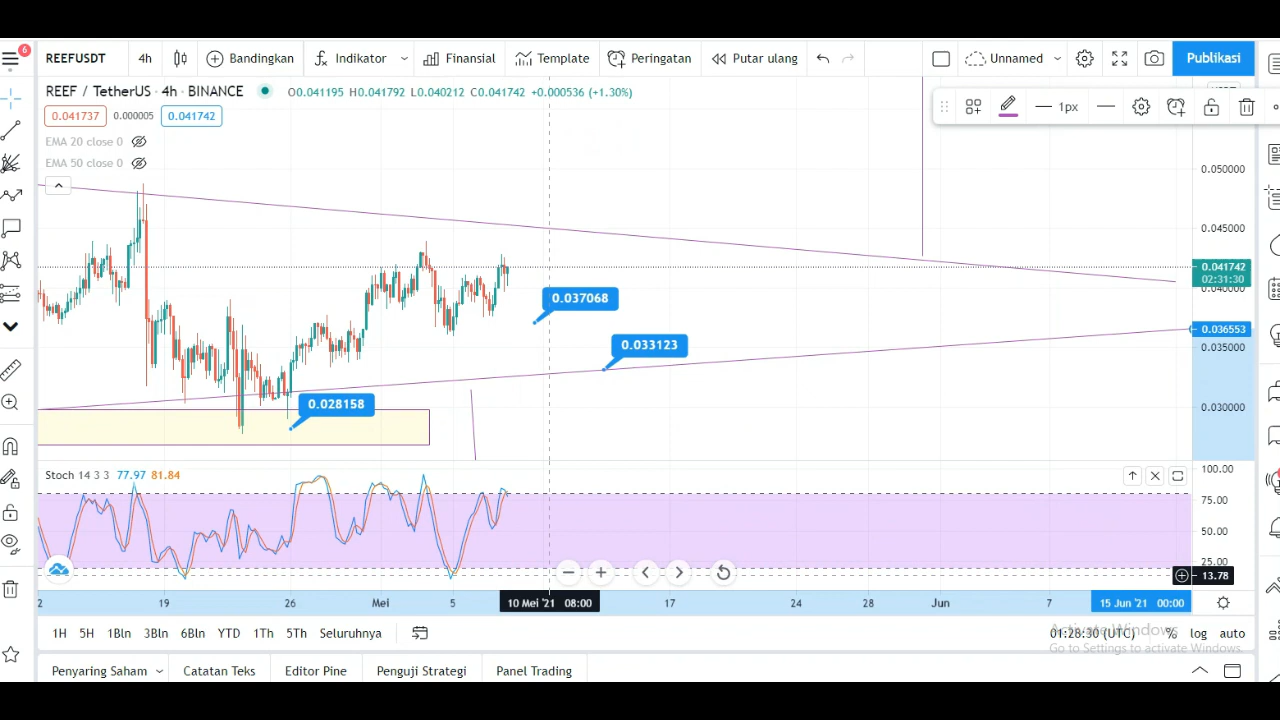 6
REEFUSDT 4h Bandingkan Indikator Finansial Template Peringatan Putar ulang Unnamed Publikasi
REEF / TetherUS · 4h · BINANCE O0.041195 H0.041792 L0.040212 C0.041742 +0.000536 (+1.30%)
0.041737 0.000005 0.041742
1px
EMA 20 close 0
EMA 50 close 0
0.050000
0.045000
0.041742
02:31:30
0.040000
0.037068
0.036553
0.033123
0.035000
0.028158
0.030000
Stoch 14 3 3 77.97 81.84
100.00
75.00
50.00
25.00
13.78
2 19 26 Mei 5 10 Mei '21 08:00 17 24 28 Jun 7 15 Jun '21 00:00
1H 5H 1Bln 3Bln 6Bln YTD 1Th 5Th Seluruhnya 01:28:30 (UTC) % log auto
Activate Windows
Go to Settings to activate Windows.
Penyaring Saham Catatan Teks Editor Pine Penguji Strategi Panel Trading